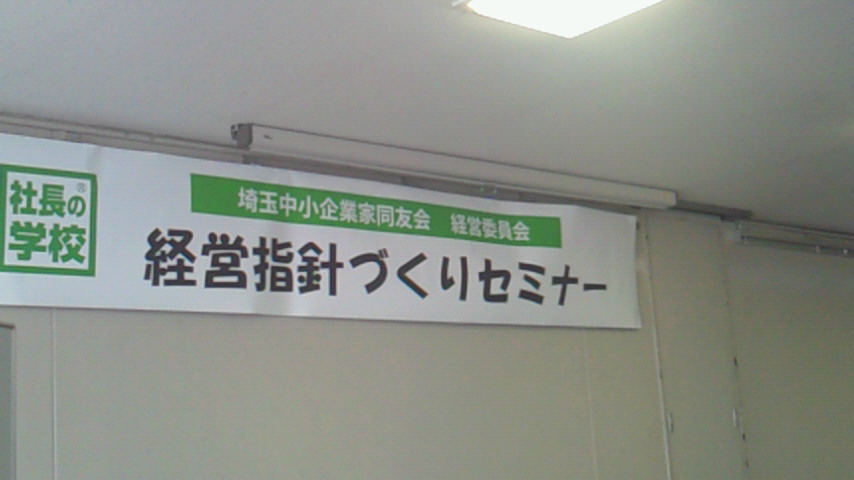 社長の®
学校
埼玉中小企業家同友会 経営委員会
経営指針づくりセミナー